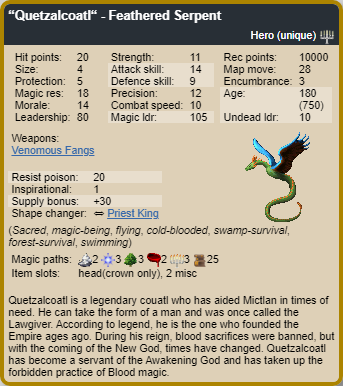 “Quetzalcoatl“ - Feathered Serpent
Hero (unique)
Hit points: 20 Strength: 11 Rec points: 10000
Size: 4 Attack skill: 14 Map move: 28
Protection: 5 Defence skill: 9 Encumbrance: 3
Magic res: 18 Precision: 12 Age: 180
Morale: 14 Combat speed: 10 (750)
Leadership: 80 Magic ldr: 105 Undead ldr: 10
Weapons:
Venomous Fangs
Resist poison: 20
Inspirational: 1
Supply bonus: +30
Shape changer: ⇔ Priest King
(Sacred, magic-being, flying, cold-blooded, swamp-survival,
forest-survival, swimming)
Magic paths: 2 3 3 2 3 25
Item slots: head(crown only), 2 misc
Quetzalcoatl is a legendary couatl who has aided Mictlan in times of
need. He can take the form of a man and was once called the
Lawgiver. According to legend, he is the one who founded the
Empire ages ago. During his reign, blood sacrifices were banned, but
with the coming of the New God, times have changed. Quetzalcoatl
has become a servant of the Awakening God and has taken up the
forbidden practice of Blood magic.